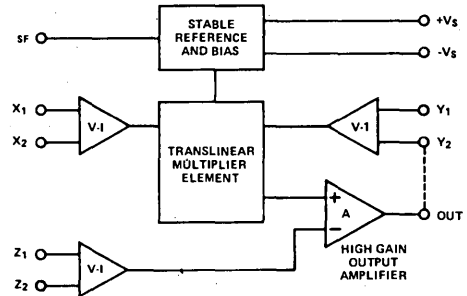 STABLE
REFERENCE
AND BIAS
+VS
-VS
SF
X1
X2
V-I
TRANSLINEAR
MULTIPLIER
ELEMENT
V-1
Y1
Y2
+
A
−
OUT
HIGH GAIN
OUTPUT
AMPLIFIER
Z1
Z2
V-I